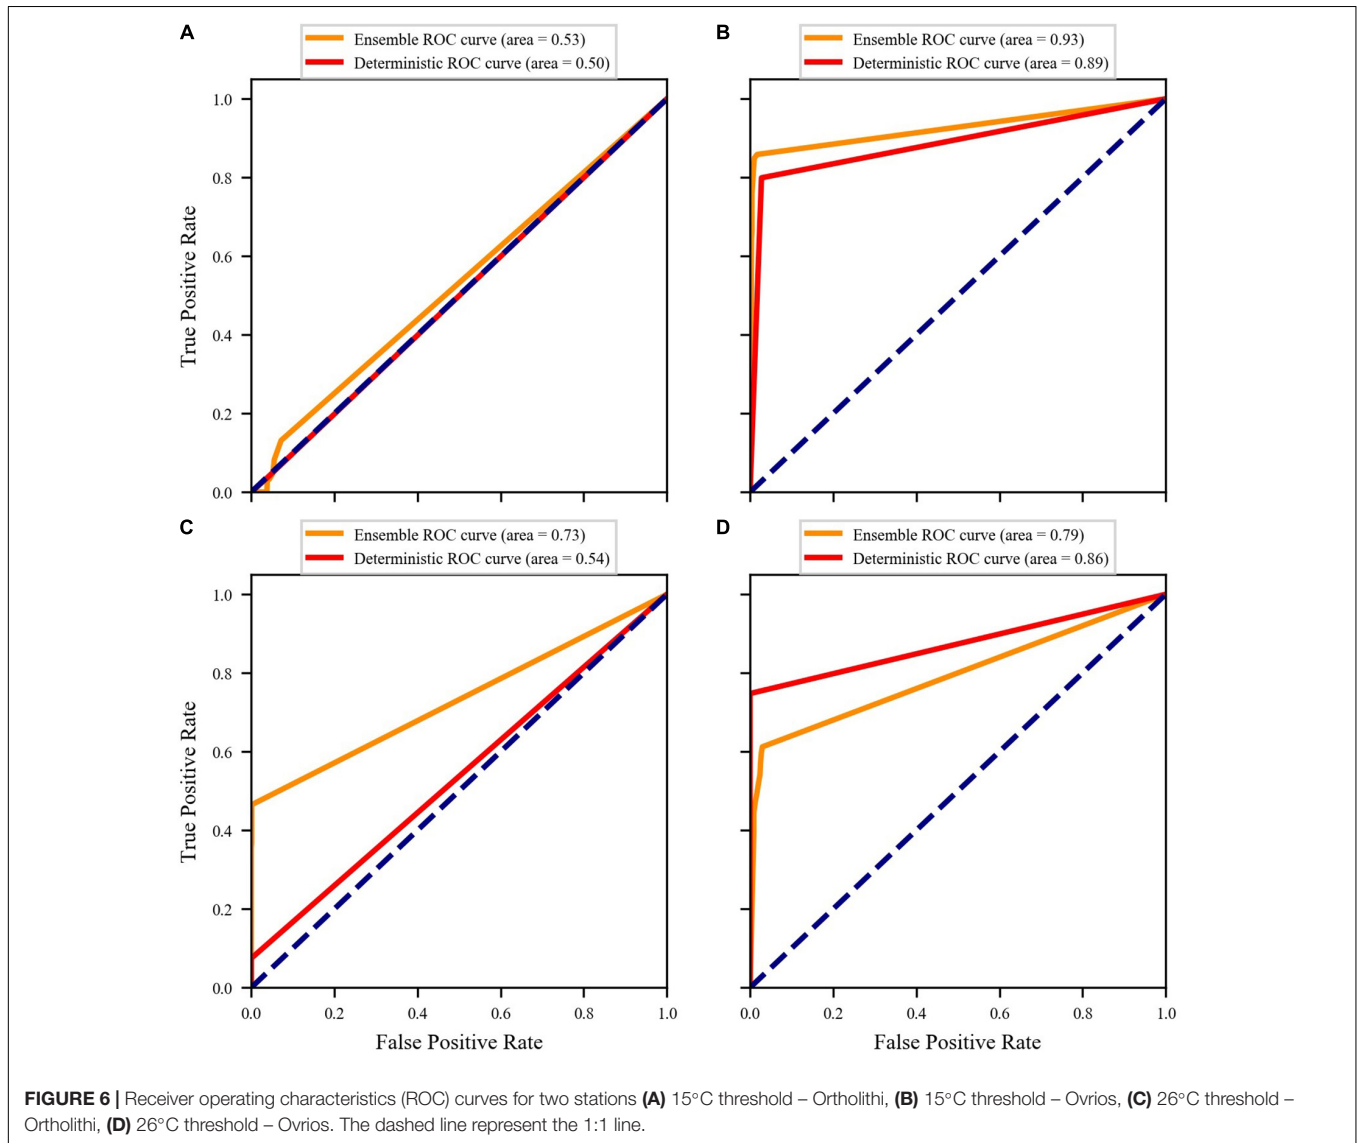 A
Ensemble ROC curve (area = 0.53)
Deterministic ROC curve (area = 0.50)
B
Ensemble ROC curve (area = 0.93)
Deterministic ROC curve (area = 0.89)
1.0
0.8
0.6
0.4
0.2
0.0
True Positive Rate
C
Ensemble ROC curve (area = 0.73)
Deterministic ROC curve (area = 0.54)
D
Ensemble ROC curve (area = 0.79)
Deterministic ROC curve (area = 0.86)
1.0
0.8
0.6
0.4
0.2
0.0
True Positive Rate
0.0 0.2 0.4 0.6 0.8 1.0
False Positive Rate
0.0 0.2 0.4 0.6 0.8 1.0
False Positive Rate
FIGURE 6 | Receiver operating characteristics (ROC) curves for two stations (A) 15°C threshold – Ortholithi, (B) 15°C threshold – Ovrios, (C) 26°C threshold –
Ortholithi, (D) 26°C threshold – Ovrios. The dashed line represent the 1:1 line.